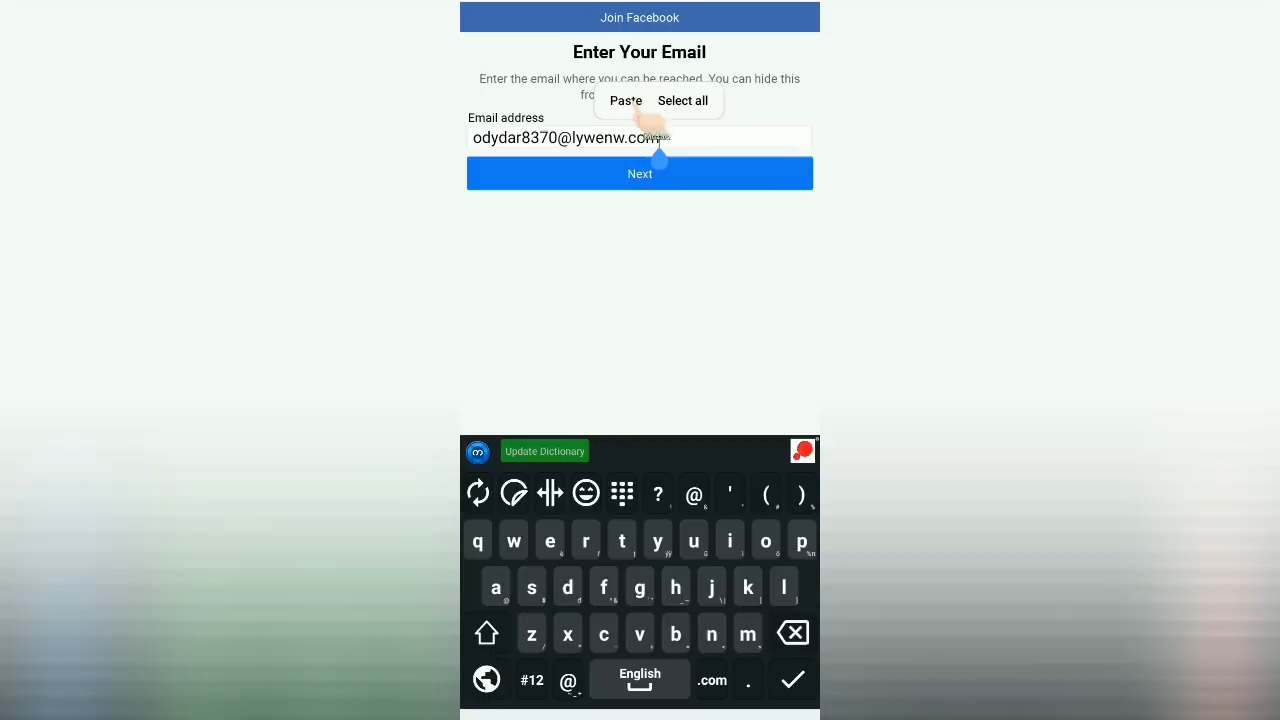 Join Facebook
Enter Your Email
Enter the email where you can be reached. You can hide this
fro
Paste Select all
Email address
odydar8370@lywenw.com
Next
Update Dictionary
? @ ' ( )
q w e r t y u i o p
a s d f g h j k l
z x c v b n m
#12 @ English .com .